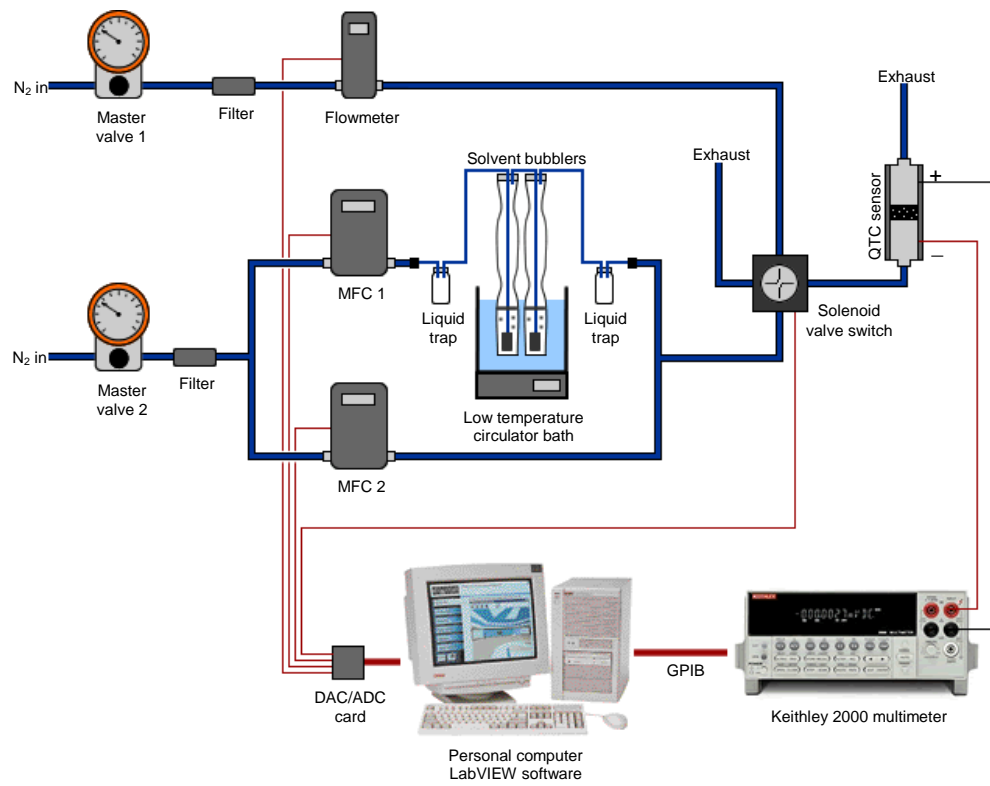 Exhaust
N₂ in
Master
valve 1
Filter
Flowmeter
Solvent bubblers
Exhaust
QTC sensor
+
−
MFC 1
Liquid
trap
Liquid
trap
Solenoid
valve switch
N₂ in
Master
valve 2
Filter
Low temperature
circulator bath
MFC 2
DAC/ADC
card
GPIB
KEITHLEY
Keithley 2000 multimeter
Personal computer
LabVIEW software